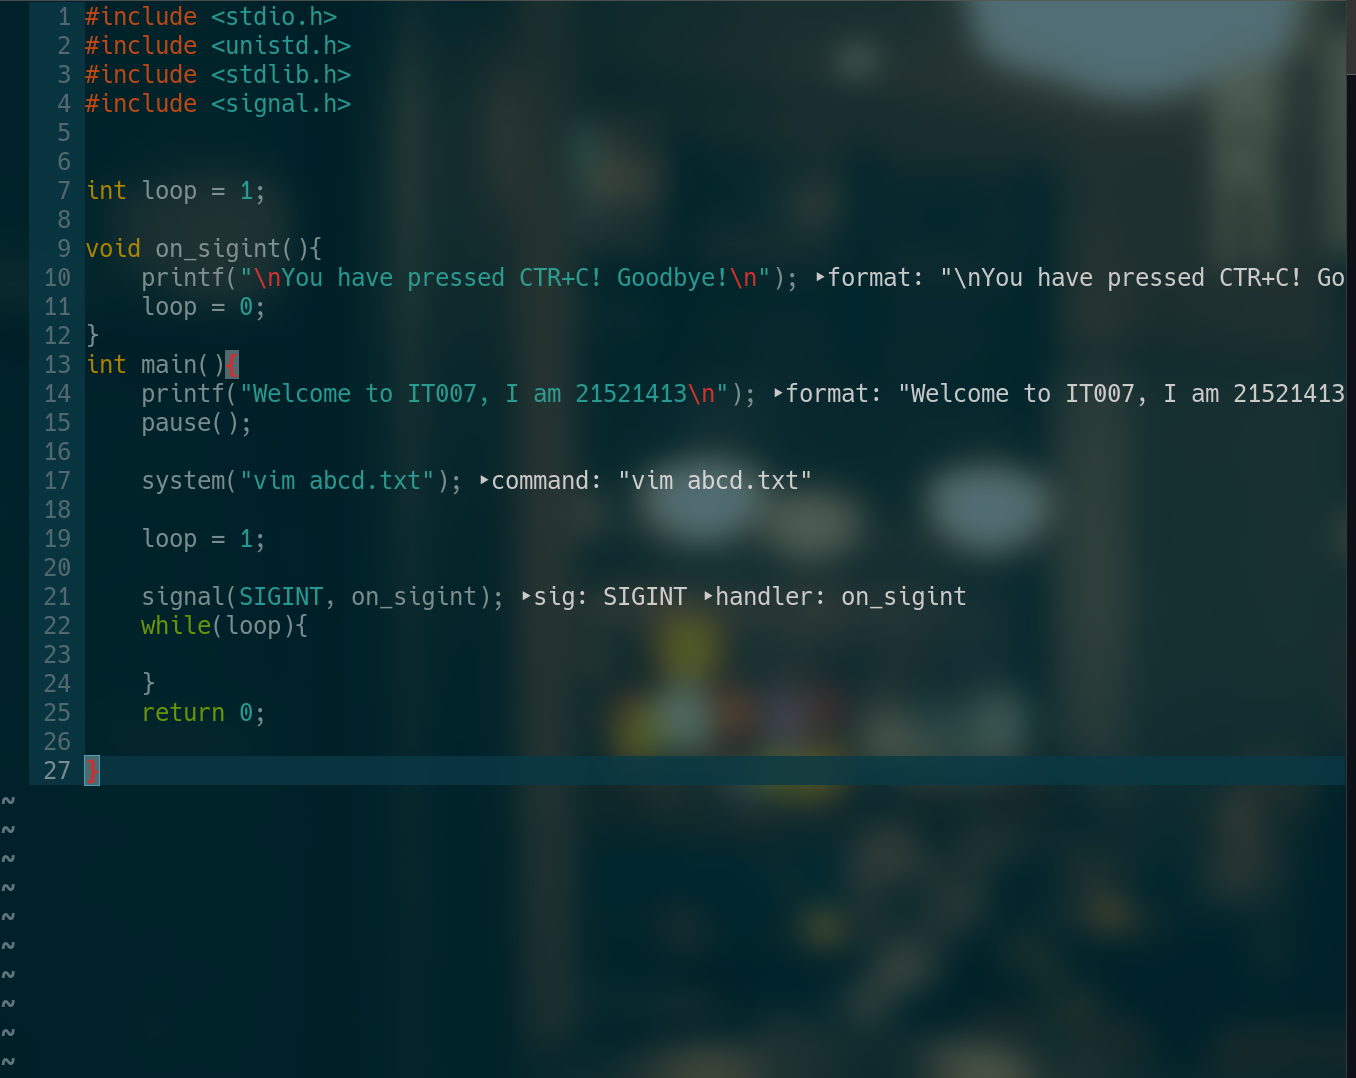 1 #include <stdio.h>
2 #include <unistd.h>
3 #include <stdlib.h>
4 #include <signal.h>
5
6
7 int loop = 1;
8
9 void on_sigint(){
10     printf("\nYou have pressed CTR+C! Goodbye!\n"); ‣format: "\nYou have pressed CTR+C! Go
11     loop = 0;
12 }
13 int main(){
14     printf("Welcome to IT007, I am 21521413\n"); ‣format: "Welcome to IT007, I am 21521413
15     pause();
16
17     system("vim abcd.txt"); ‣command: "vim abcd.txt"
18
19     loop = 1;
20
21     signal(SIGINT, on_sigint); ‣sig: SIGINT ‣handler: on_sigint
22     while(loop){
23
24     }
25     return 0;
26
27 }
~
~
~
~
~
~
~
~
~
~